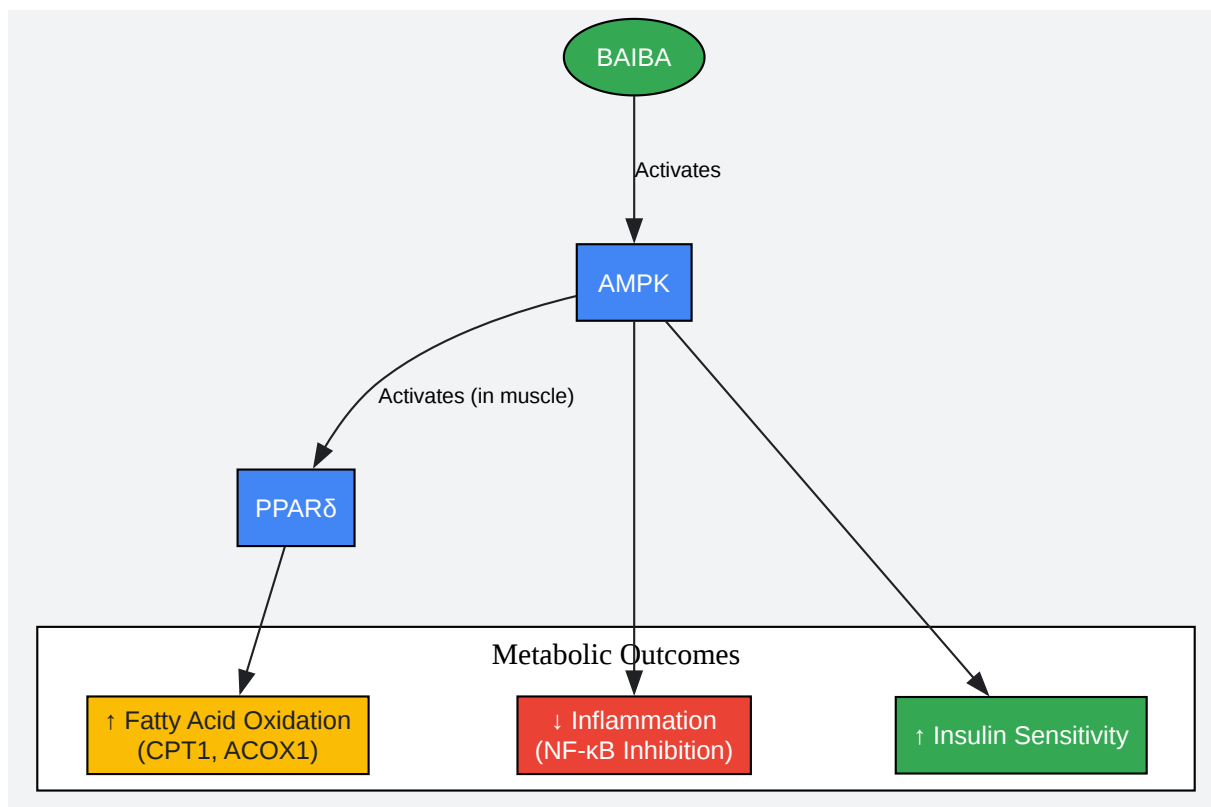 BAIBA
Activates
AMPK
Activates (in muscle)
PPARδ
Metabolic Outcomes
↑ Fatty Acid Oxidation
(CPT1, ACOX1)
↓ Inflammation
(NF-κB Inhibition)
↑ Insulin Sensitivity